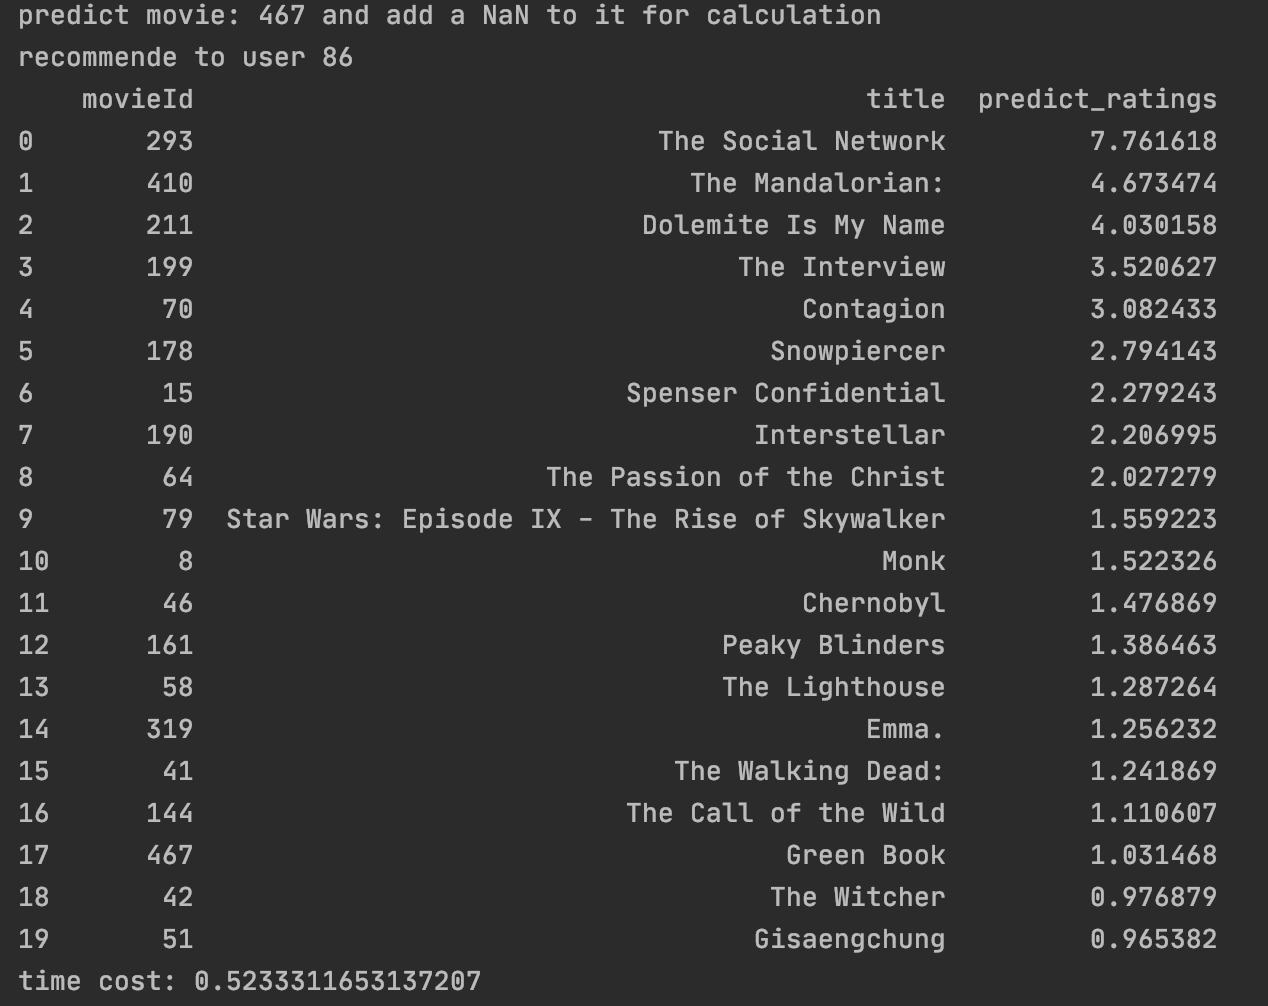 predict movie: 467 and add a NaN to it for calculation
recommende to user 86
movieId title predict_ratings
0 293 The Social Network 7.761618
1 410 The Mandalorian: 4.673474
2 211 Dolemite Is My Name 4.030158
3 199 The Interview 3.520627
4 70 Contagion 3.082433
5 178 Snowpiercer 2.794143
6 15 Spenser Confidential 2.279243
7 190 Interstellar 2.206995
8 64 The Passion of the Christ 2.027279
9 79 Star Wars: Episode IX - The Rise of Skywalker 1.559223
10 8 Monk 1.522326
11 46 Chernobyl 1.476869
12 161 Peaky Blinders 1.386463
13 58 The Lighthouse 1.287264
14 319 Emma. 1.256232
15 41 The Walking Dead: 1.241869
16 144 The Call of the Wild 1.110607
17 467 Green Book 1.031468
18 42 The Witcher 0.976879
19 51 Gisaengchung 0.965382
time cost: 0.5233311653137207